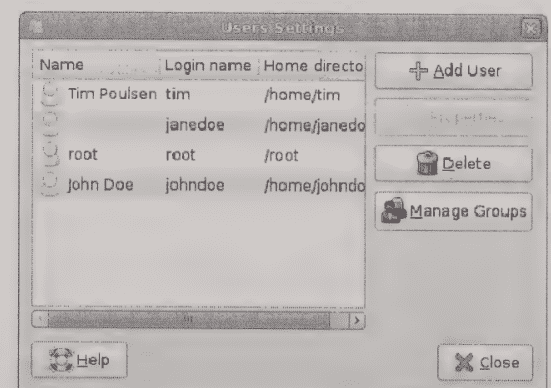 Users Settings
Name Login name Home directo
Tim Poulsen tim /home/tim
janedoe /home/janedo
root root /root
John Doe johndoe /home/johndo
Add User
Properties
Delete
Manage Groups
Help
Close